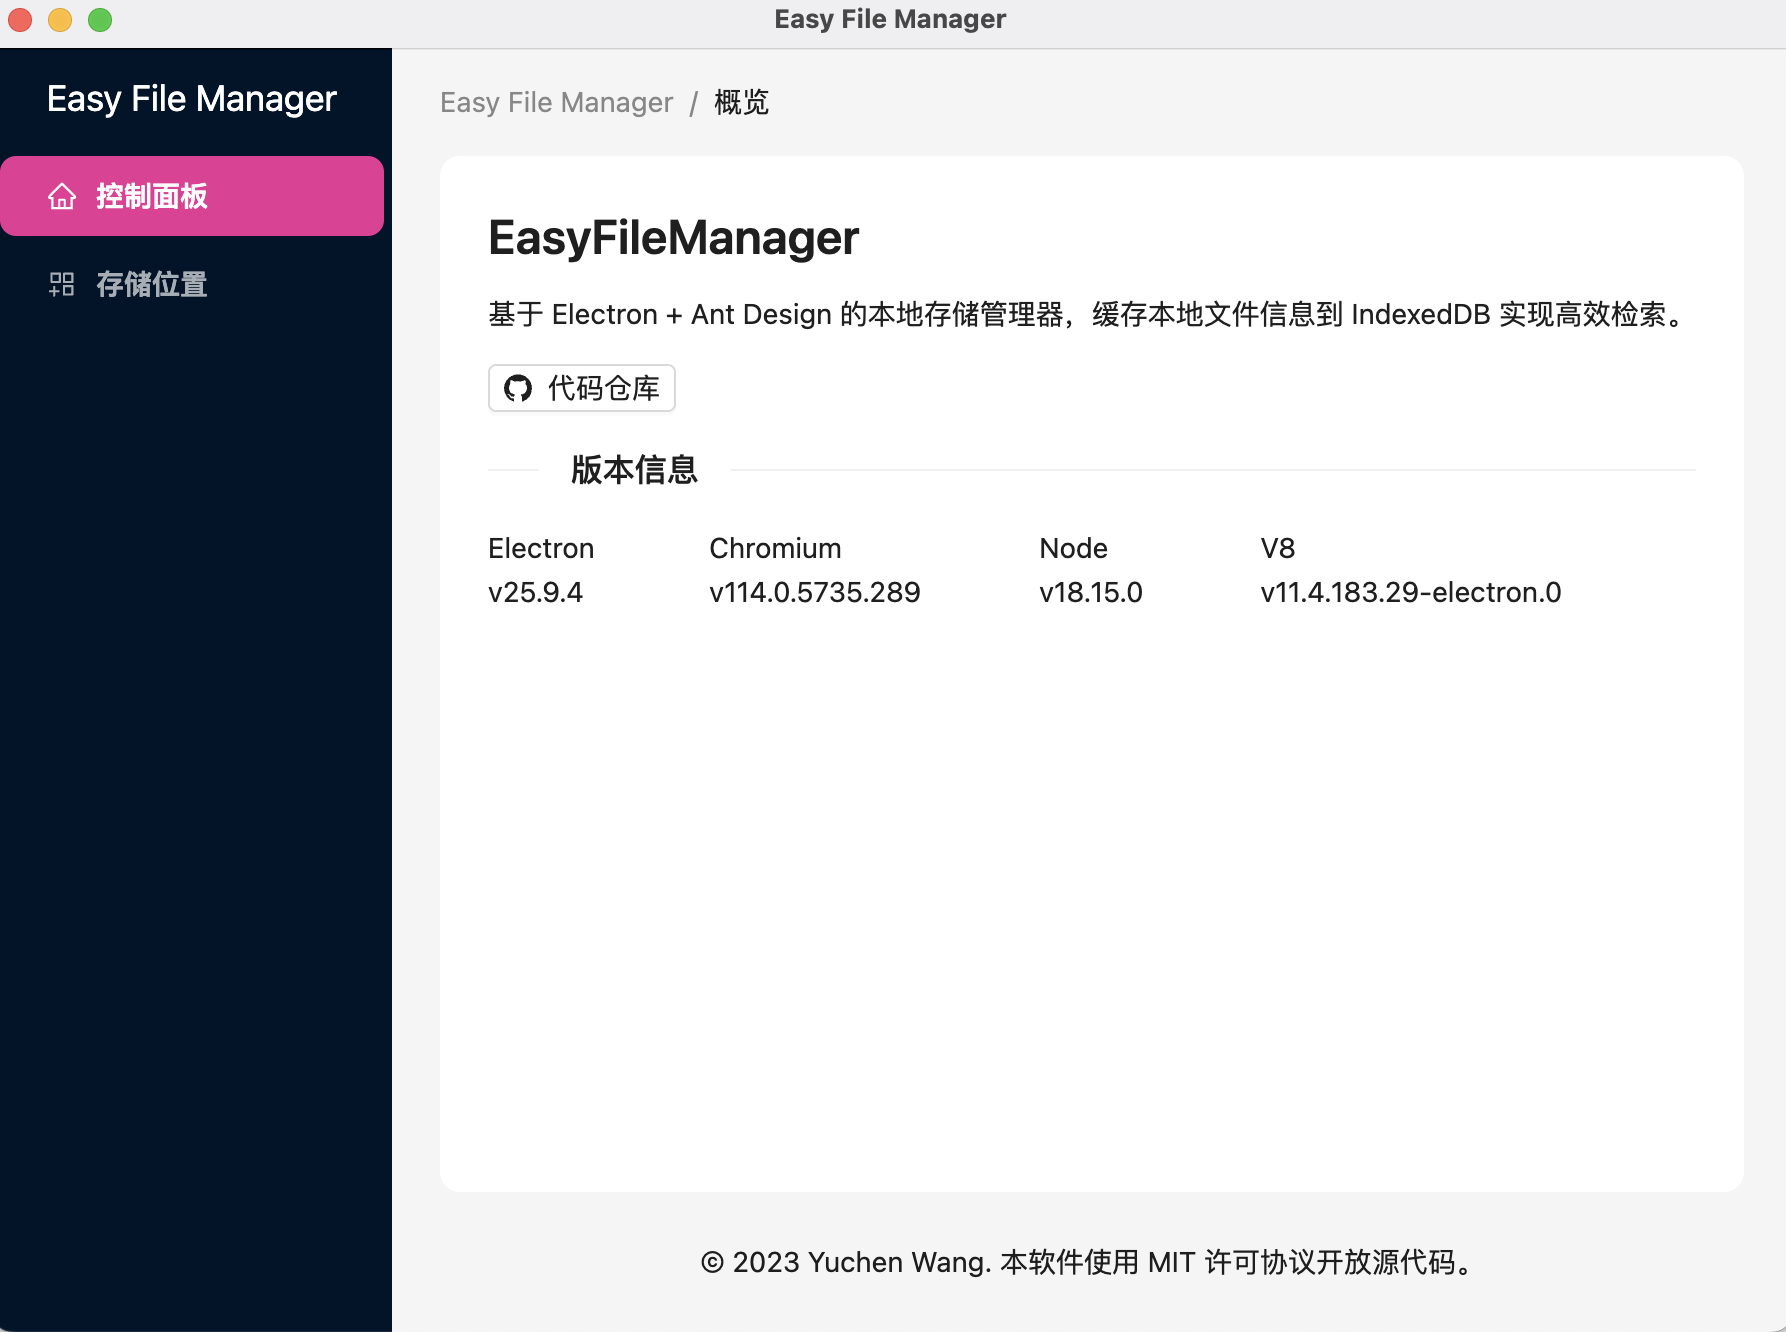 Easy File Manager
Easy File Manager
控制面板
存储位置
Easy File Manager / 概览
EasyFileManager
基于 Electron + Ant Design 的本地存储管理器，缓存本地文件信息到 IndexedDB 实现高效检索。
代码仓库
版本信息
Electron Chromium Node V8
v25.9.4 v114.0.5735.289 v18.15.0 v11.4.183.29-electron.0
© 2023 Yuchen Wang. 本软件使用 MIT 许可协议开放源代码。